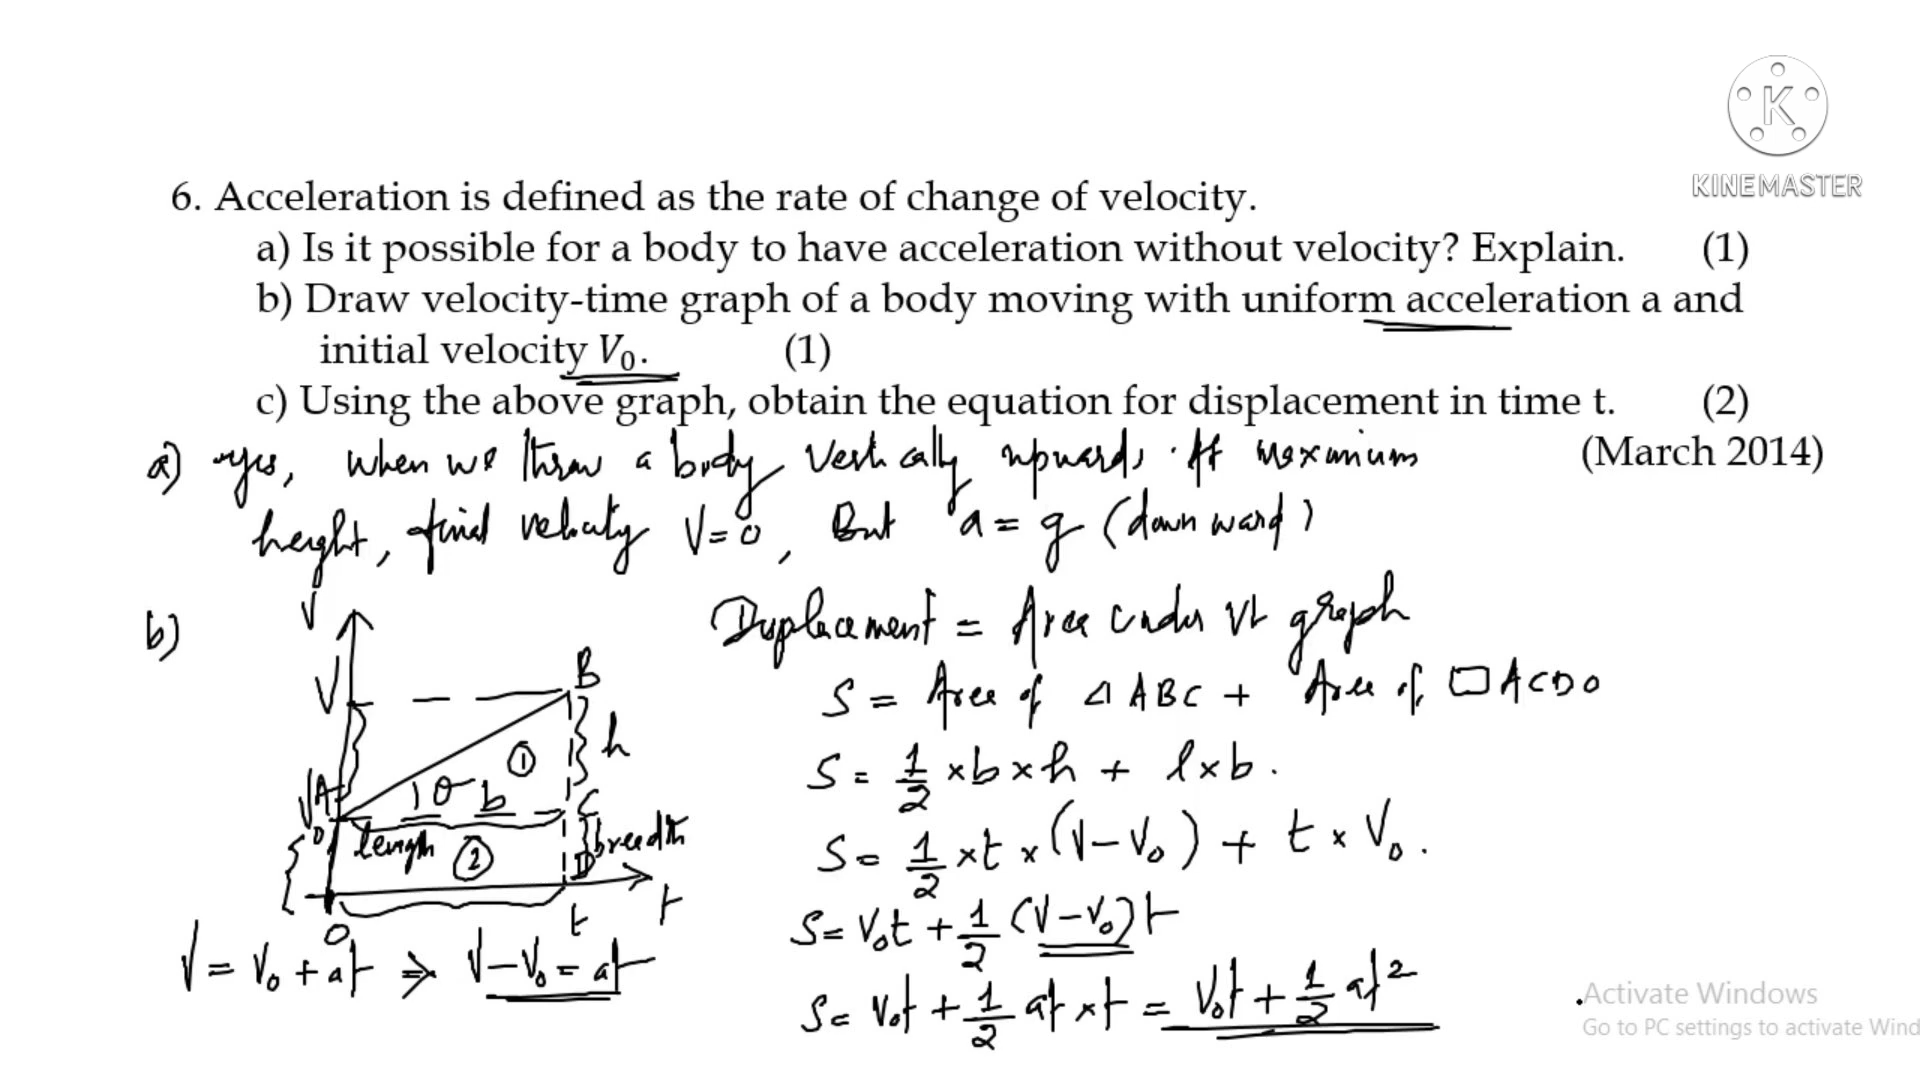 KINEMASTER
6. Acceleration is defined as the rate of change of velocity.
a) Is it possible for a body to have acceleration without velocity? Explain. (1)
b) Draw velocity-time graph of a body moving with uniform acceleration a and
initial velocity V₀. (1)
c) Using the above graph, obtain the equation for displacement in time t. (2)
(March 2014)
a) yes, when we throw a body vertically upwards. At maximum
height, final velocity V=0, But a = g (downward)
b)
V
V
B
h
①
A
V₀
θ b
C
length
②
breadth
D
O
t
t
V = V₀ + at ⇒ V-V₀ = at
Displacement = Area under Vt graph
S = Area of △ ABC + Area of ▭ ACDO
S = 1/2 × b × h + l × b.
S = 1/2 × t × (V-V₀) + t × V₀.
S = V₀t + 1/2 (V-V₀)t
S = V₀t + 1/2 at × t = V₀t + 1/2 at²
Activate Windows
Go to PC settings to activate Wind